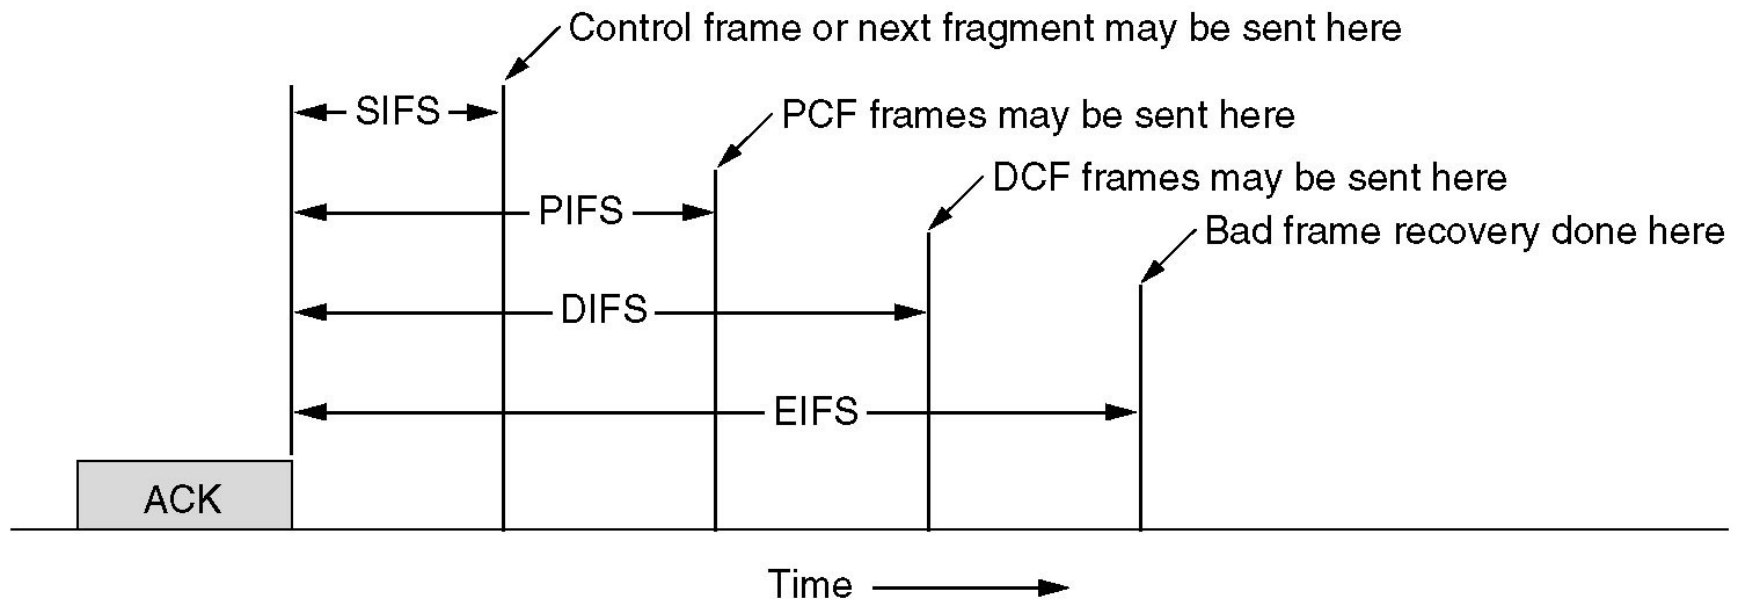 Control frame or next fragment may be sent here
SIFS
PCF frames may be sent here
DCF frames may be sent here
PIFS
Bad frame recovery done here
DIFS
EIFS
ACK
Time